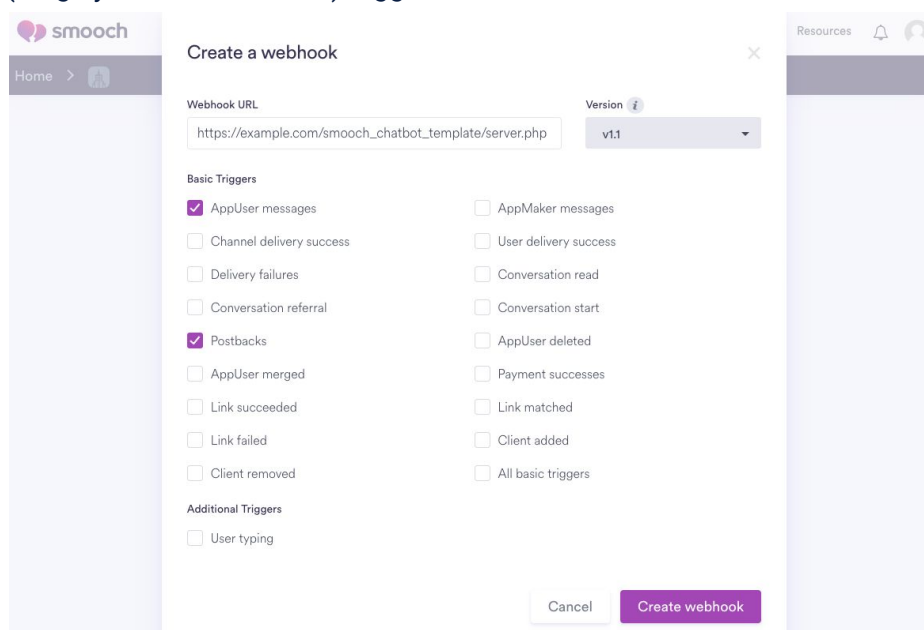 smooch
Resources
Home >
Create a webhook
Webhook URL
Version i
https://example.com/smooch_chatbot_template/server.php
v1.1
Basic Triggers
AppUser messages
AppMaker messages
Channel delivery success
User delivery success
Delivery failures
Conversation read
Conversation referral
Conversation start
Postbacks
AppUser deleted
AppUser merged
Payment successes
Link succeeded
Link matched
Link failed
Client added
Client removed
All basic triggers
Additional Triggers
User typing
Cancel
Create webhook